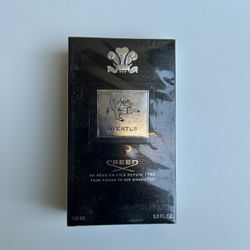 AVENTUS
CREED
DE PÈRE EN FILS DEPUIS 1760
FROM FATHER TO SON SINCE 1760
100 ML
3.3 FL.OZ.